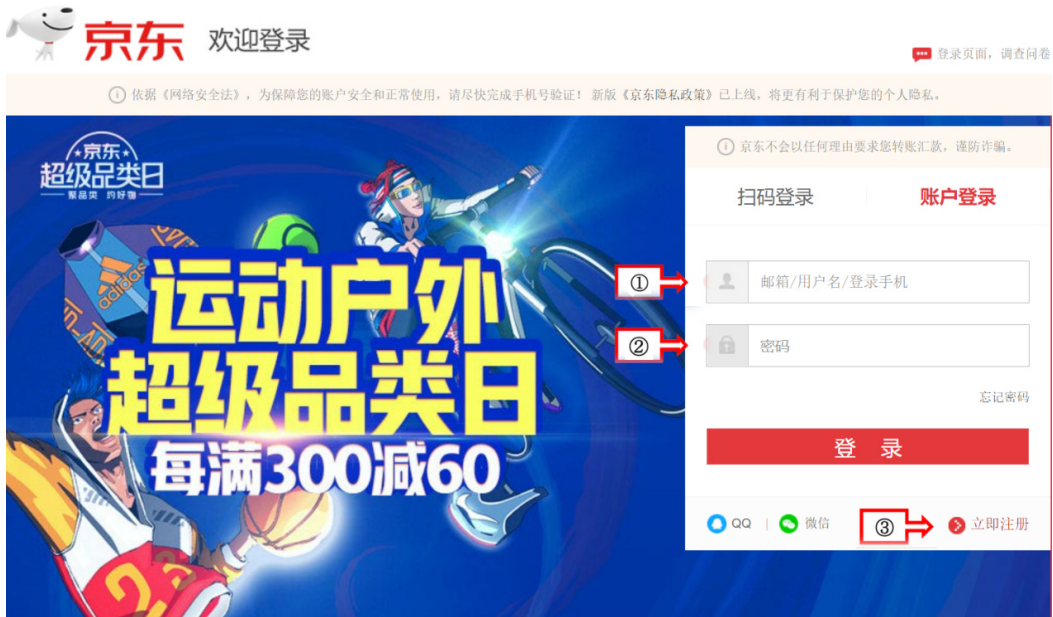 京东 欢迎登录
登录页面，调查问卷
依据《网络安全法》，为保障您的账户安全和正常使用，请尽快完成手机号验证！ 新版《京东隐私政策》已上线，将更有利于保护您的个人隐私。
京东
超级品类日
聚品类 约好物
adidas
运动户外
超级品类日
每满300减60
23
京东不会以任何理由要求您转账汇款，谨防诈骗。
扫码登录 账户登录
① 邮箱/用户名/登录手机
② 密码
忘记密码
登 录
QQ | 微信 ③ 立即注册